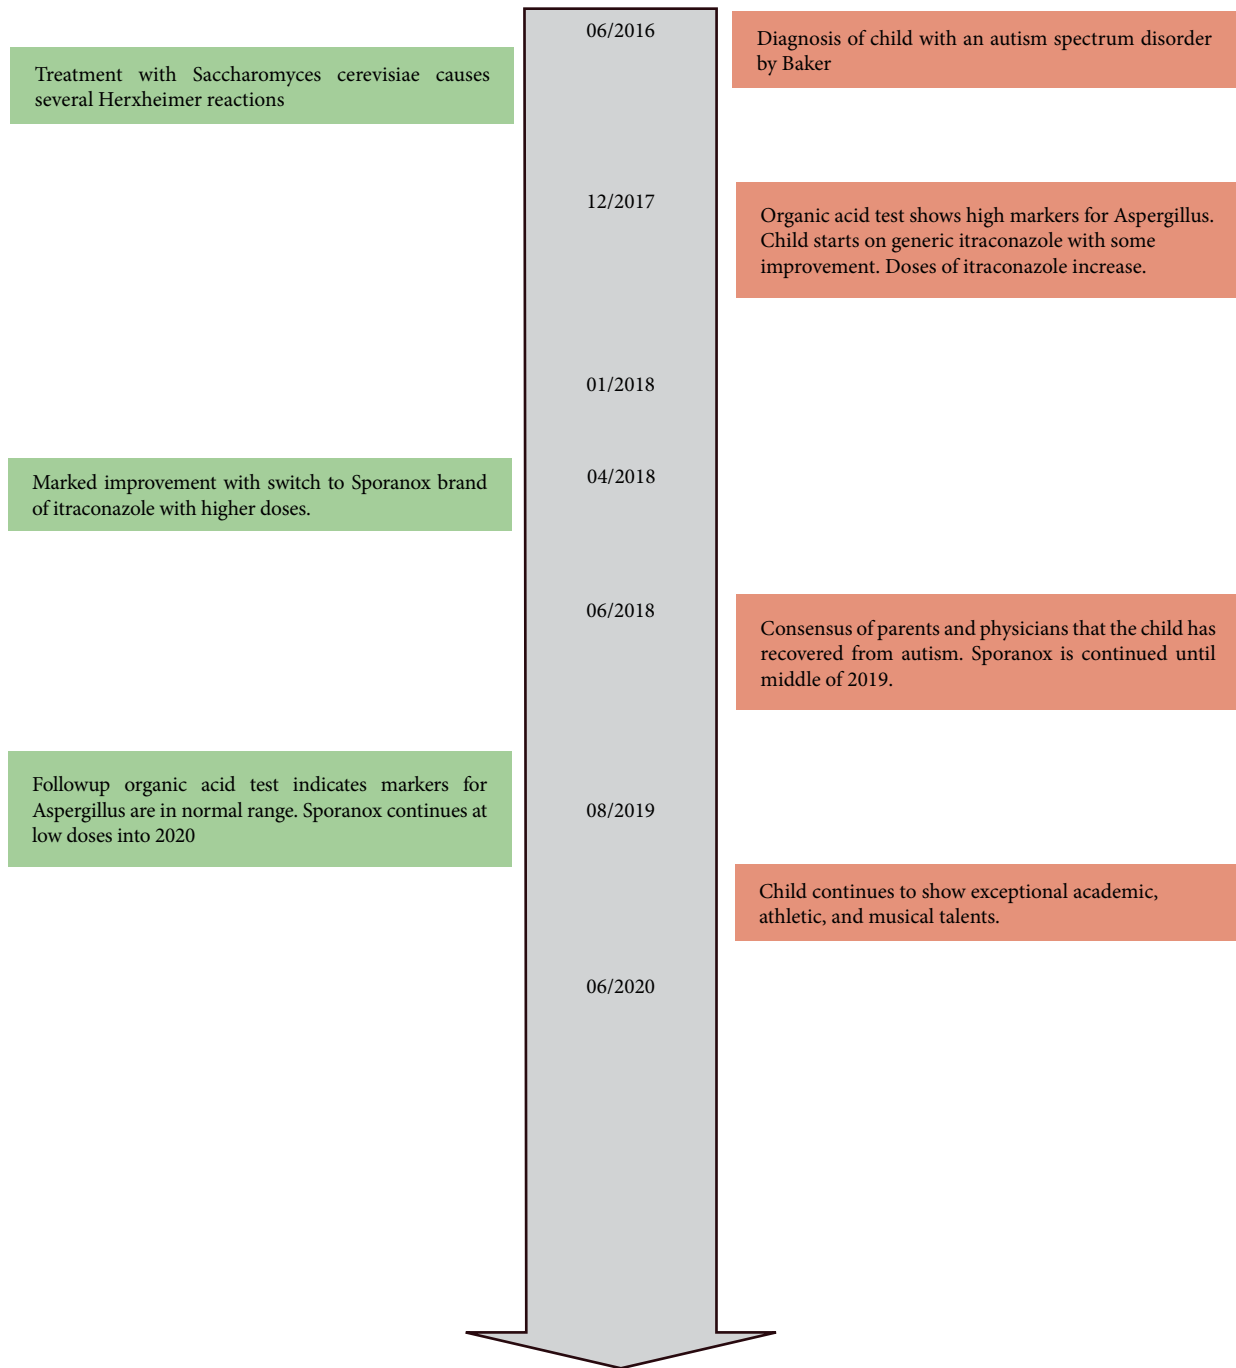 06/2016
Diagnosis of child with an autism spectrum disorder
by Baker
Treatment with Saccharomyces cerevisiae causes
several Herxheimer reactions
12/2017
Organic acid test shows high markers for Aspergillus.
Child starts on generic itraconazole with some
improvement. Doses of itraconazole increase.
01/2018
04/2018
Marked improvement with switch to Sporanox brand
of itraconazole with higher doses.
06/2018
Consensus of parents and physicians that the child has
recovered from autism. Sporanox is continued until
middle of 2019.
Followup organic acid test indicates markers for
Aspergillus are in normal range. Sporanox continues at
low doses into 2020
08/2019
Child continues to show exceptional academic,
athletic, and musical talents.
06/2020